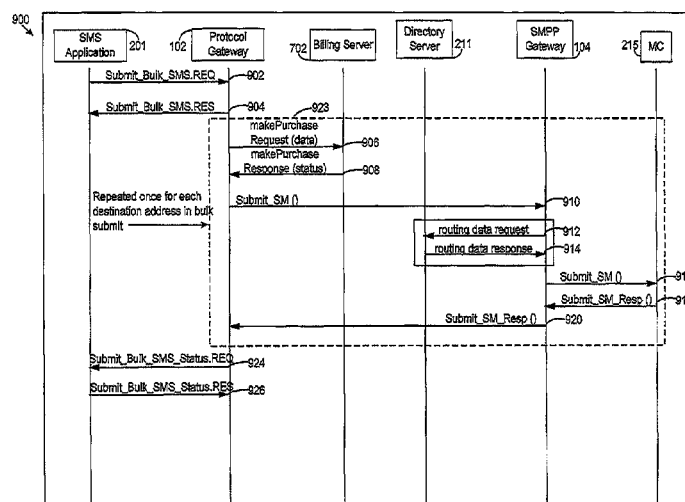 900
SMS
Application
201
102
Protocol
Gateway
702
Billing Server
Directory
Server
211
SMPP
Gateway
104
215
MC
Submit_Bulk_SMS.REQ
902
Submit_Bulk_SMS.RES
904
923
makePurchase
Request (data)
906
makePurchase
Response (status)
908
Repeated once for each
destination address in bulk
submit
Submit_SM ()
910
routing data request
912
routing data response
914
Submit_SM ()
Submit_SM_Resp ()
Submit_SM_Resp ()
920
Submit_Bulk_SMS_Status.REQ
924
Submit_Bulk_SMS_Status.RES
926